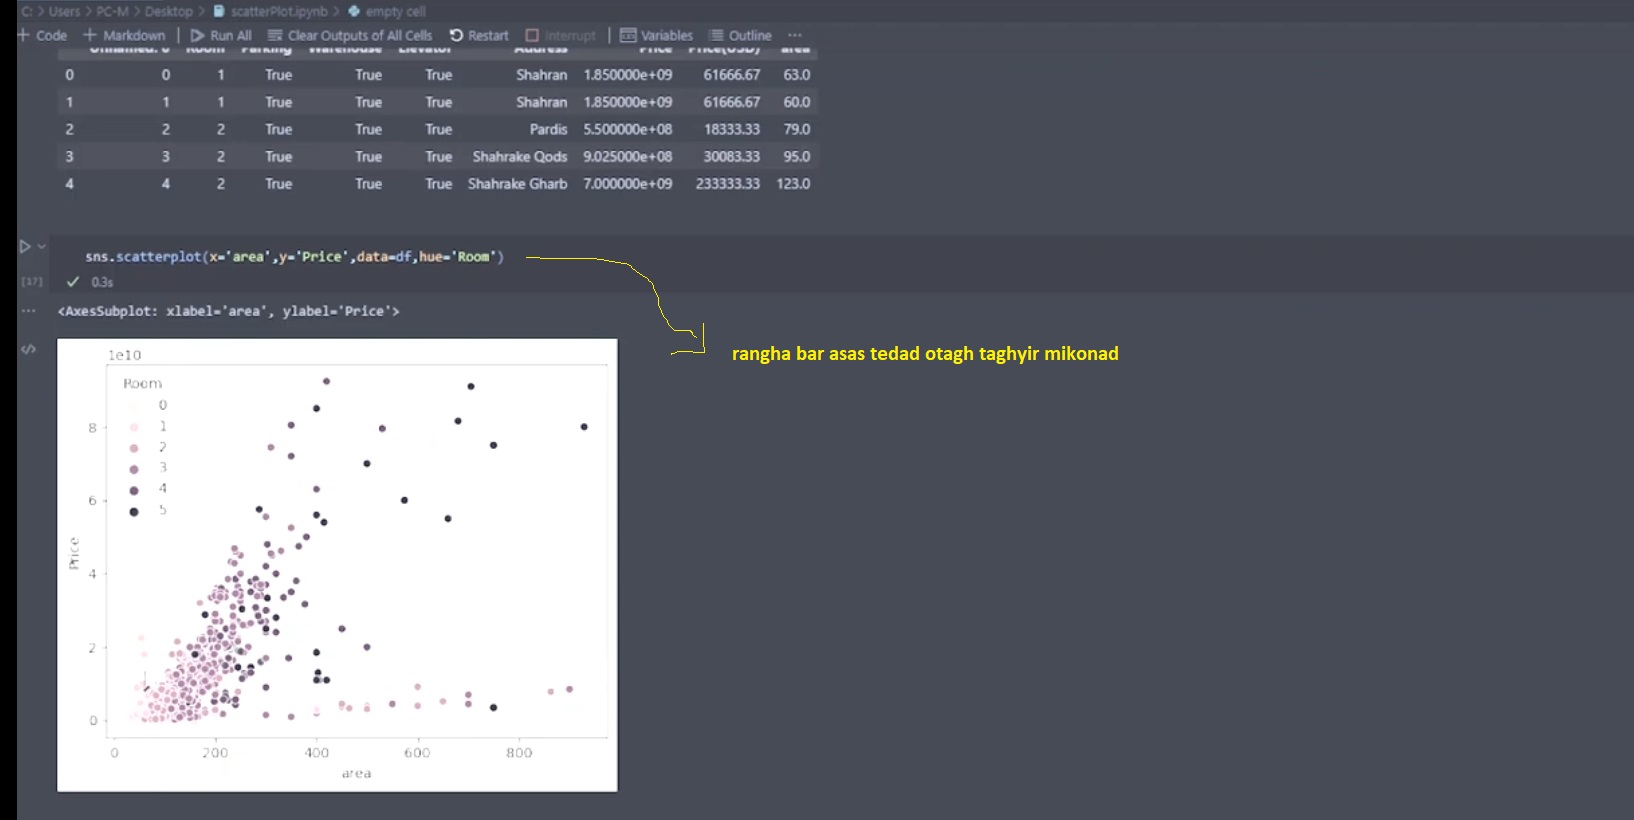 C: > Users > PC-M > Desktop > scatterPlot.ipynb > empty cell
+ Code + Markdown | Run All Clear Outputs of All Cells Restart Interrupt | Variables Outline ...
Unnamed: 0 Room Parking Warehouse Elevator Address Price Price(USD) area
0 0 1 True True True Shahran 1.850000e+09 61666.67 63.0
1 1 1 True True True Shahran 1.850000e+09 61666.67 60.0
2 2 2 True True True Pardis 5.500000e+08 18333.33 79.0
3 3 2 True True True Shahrake Qods 9.025000e+08 30083.33 95.0
4 4 2 True True True Shahrake Gharb 7.000000e+09 233333.33 123.0
sns.scatterplot(x='area',y='Price',data=df,hue='Room')
[17] 0.3s
<AxesSubplot: xlabel='area', ylabel='Price'>
rangha bar asas tedad otagh taghyir mikonad
1e10
Room
0
1
2
3
4
5
8
6
4
2
0
Price
0 200 400 600 800
area